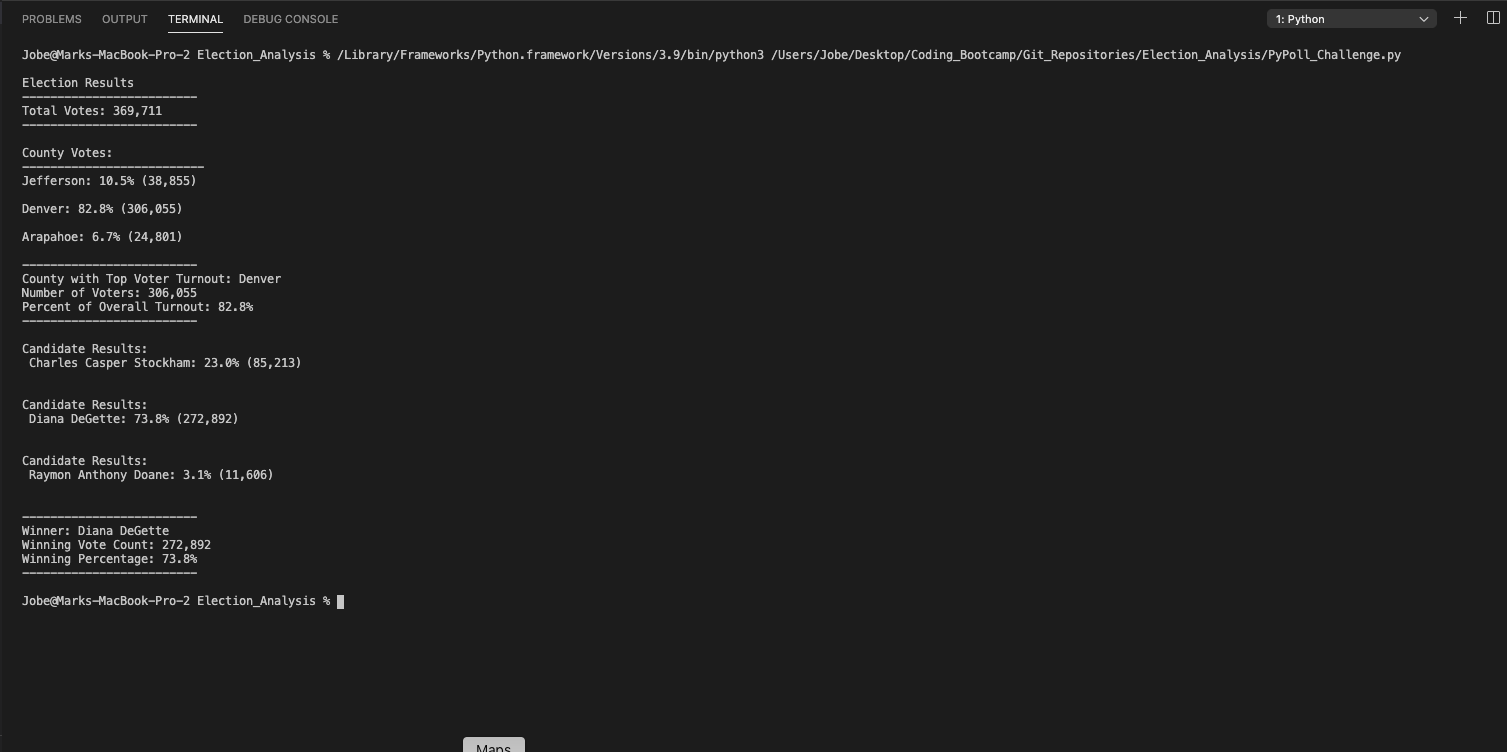 PROBLEMS OUTPUT TERMINAL DEBUG CONSOLE 1: Python
Jobe@Marks-MacBook-Pro-2 Election_Analysis % /Library/Frameworks/Python.framework/Versions/3.9/bin/python3 /Users/Jobe/Desktop/Coding_Bootcamp/Git_Repositories/Election_Analysis/PyPoll_Challenge.py
Election Results
-------------------------
Total Votes: 369,711
-------------------------
County Votes:
--------------------------
Jefferson: 10.5% (38,855)
Denver: 82.8% (306,055)
Arapahoe: 6.7% (24,801)
-------------------------
County with Top Voter Turnout: Denver
Number of Voters: 306,055
Percent of Overall Turnout: 82.8%
-------------------------
Candidate Results:
Charles Casper Stockham: 23.0% (85,213)
Candidate Results:
Diana DeGette: 73.8% (272,892)
Candidate Results:
Raymon Anthony Doane: 3.1% (11,606)
-------------------------
Winner: Diana DeGette
Winning Vote Count: 272,892
Winning Percentage: 73.8%
-------------------------
Jobe@Marks-MacBook-Pro-2 Election_Analysis %
Maps